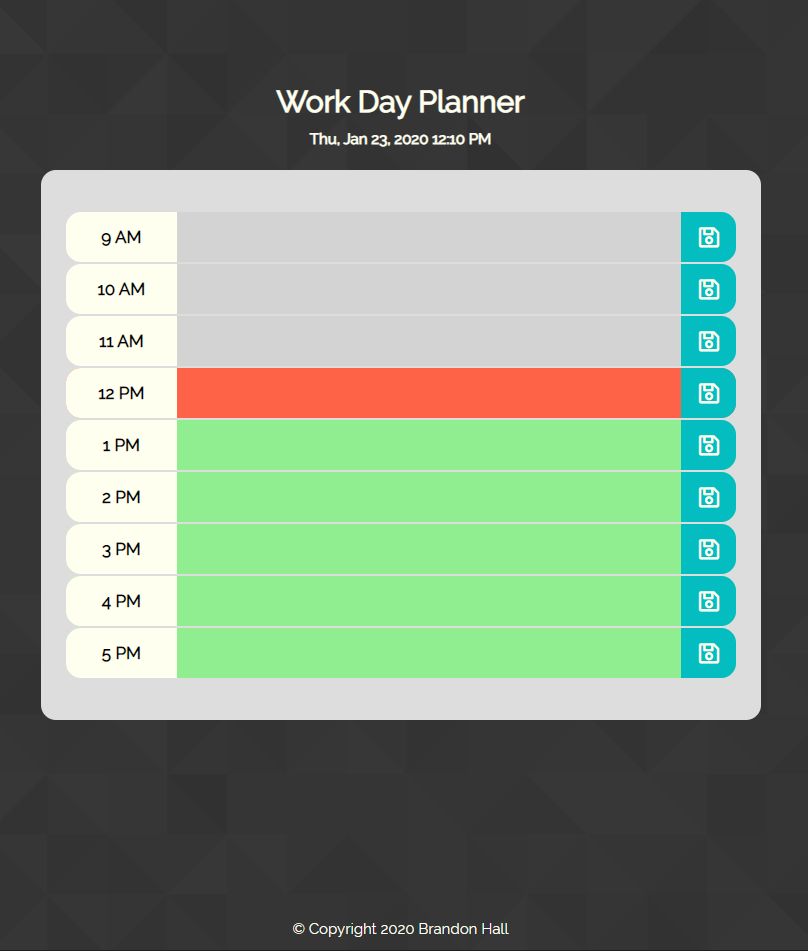 Work Day Planner
Thu, Jan 23, 2020 12:10 PM
9 AM
10 AM
11 AM
12 PM
1 PM
2 PM
3 PM
4 PM
5 PM
© Copyright 2020 Brandon Hall